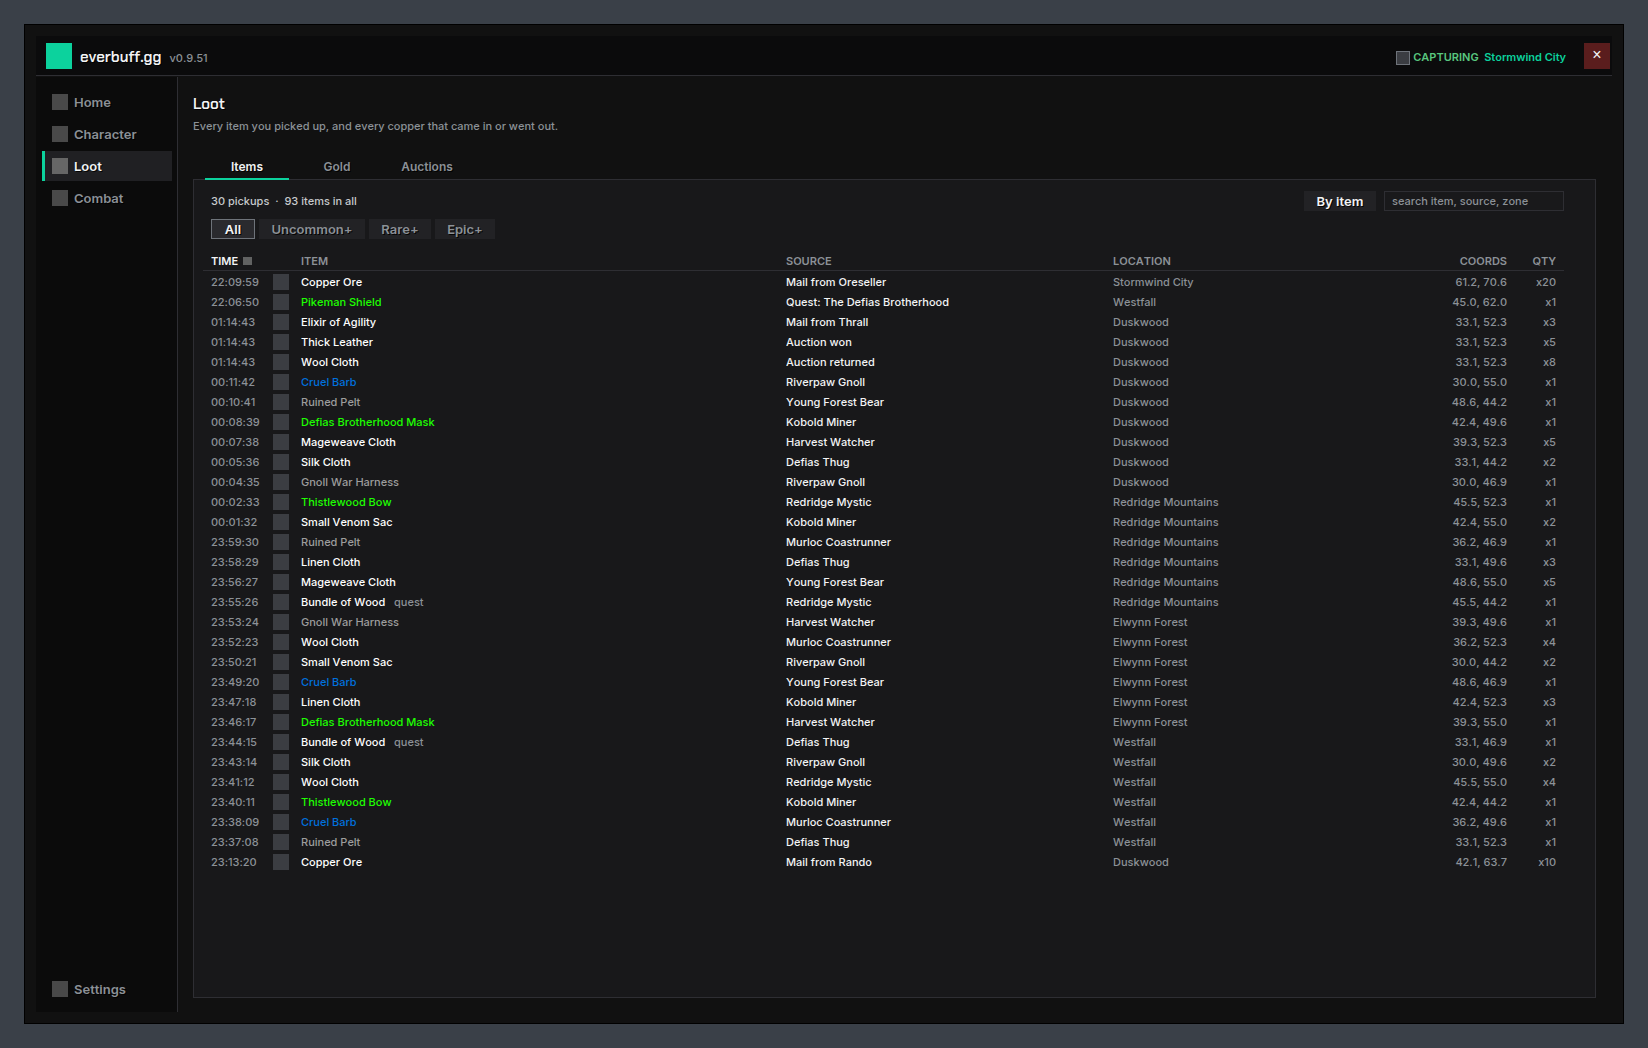 everbuff.gg v0.9.51
CAPTURING Stormwind City ×
Home
Character
Loot
Combat
Settings
Loot
Every item you picked up, and every copper that came in or went out.
Items Gold Auctions
30 pickups · 93 items in all
By item search item, source, zone
All Uncommon+ Rare+ Epic+
TIME ITEM SOURCE LOCATION COORDS QTY
22:09:59 Copper Ore Mail from Oreseller Stormwind City 61.2, 70.6 x20
22:06:50 Pikeman Shield Quest: The Defias Brotherhood Westfall 45.0, 62.0 x1
01:14:43 Elixir of Agility Mail from Thrall Duskwood 33.1, 52.3 x3
01:14:43 Thick Leather Auction won Duskwood 33.1, 52.3 x5
01:14:43 Wool Cloth Auction returned Duskwood 33.1, 52.3 x8
00:11:42 Cruel Barb Riverpaw Gnoll Duskwood 30.0, 55.0 x1
00:10:41 Ruined Pelt Young Forest Bear Duskwood 48.6, 44.2 x1
00:08:39 Defias Brotherhood Mask Kobold Miner Duskwood 42.4, 49.6 x1
00:07:38 Mageweave Cloth Harvest Watcher Duskwood 39.3, 52.3 x5
00:05:36 Silk Cloth Defias Thug Duskwood 33.1, 44.2 x2
00:04:35 Gnoll War Harness Riverpaw Gnoll Duskwood 30.0, 46.9 x1
00:02:33 Thistlewood Bow Redridge Mystic Redridge Mountains 45.5, 52.3 x1
00:01:32 Small Venom Sac Kobold Miner Redridge Mountains 42.4, 55.0 x2
23:59:30 Ruined Pelt Murloc Coastrunner Redridge Mountains 36.2, 46.9 x1
23:58:29 Linen Cloth Defias Thug Redridge Mountains 33.1, 49.6 x3
23:56:27 Mageweave Cloth Young Forest Bear Redridge Mountains 48.6, 55.0 x5
23:55:26 Bundle of Wood quest Redridge Mystic Redridge Mountains 45.5, 44.2 x1
23:53:24 Gnoll War Harness Harvest Watcher Elwynn Forest 39.3, 49.6 x1
23:52:23 Wool Cloth Murloc Coastrunner Elwynn Forest 36.2, 52.3 x4
23:50:21 Small Venom Sac Riverpaw Gnoll Elwynn Forest 30.0, 44.2 x2
23:49:20 Cruel Barb Young Forest Bear Elwynn Forest 48.6, 46.9 x1
23:47:18 Linen Cloth Kobold Miner Elwynn Forest 42.4, 52.3 x3
23:46:17 Defias Brotherhood Mask Harvest Watcher Elwynn Forest 39.3, 55.0 x1
23:44:15 Bundle of Wood quest Defias Thug Westfall 33.1, 46.9 x1
23:43:14 Silk Cloth Riverpaw Gnoll Westfall 30.0, 49.6 x2
23:41:12 Wool Cloth Redridge Mystic Westfall 45.5, 55.0 x4
23:40:11 Thistlewood Bow Kobold Miner Westfall 42.4, 44.2 x1
23:38:09 Cruel Barb Murloc Coastrunner Westfall 36.2, 49.6 x1
23:37:08 Ruined Pelt Defias Thug Westfall 33.1, 52.3 x1
23:13:20 Copper Ore Mail from Rando Duskwood 42.1, 63.7 x10